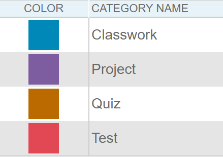 COLOR CATEGORY NAME
Classwork
Project
Quiz
Test